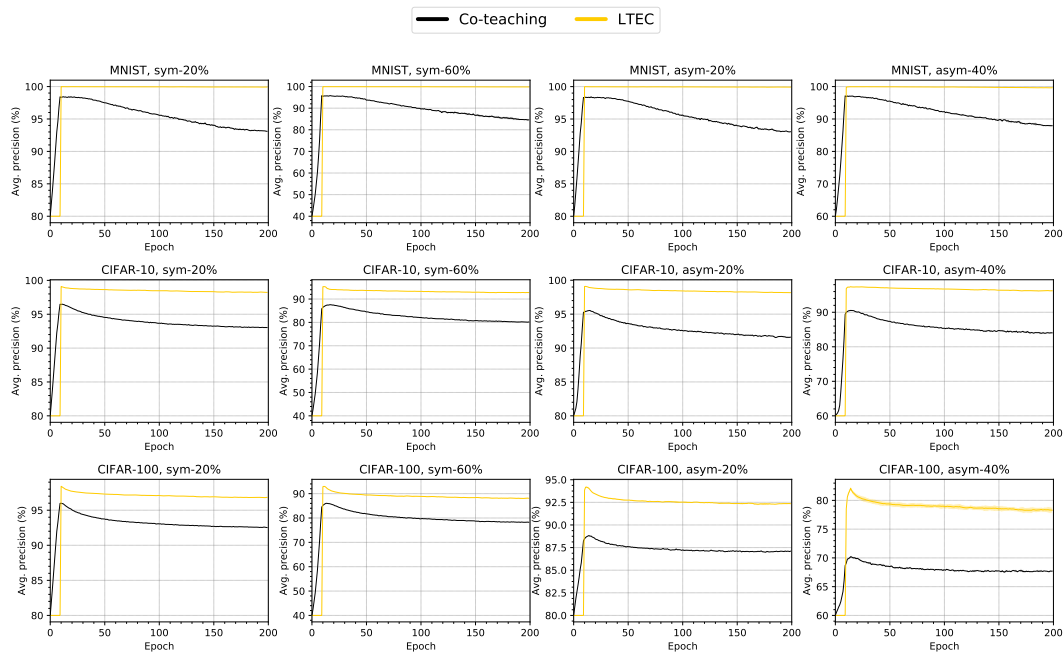 Co-teaching LTEC
MNIST, sym-20%
Avg. precision (%)
100
95
90
85
80
0 50 100 150 200
Epoch
MNIST, sym-60%
Avg. precision (%)
100
90
80
70
60
50
40
0 50 100 150 200
Epoch
MNIST, asym-20%
Avg. precision (%)
100
95
90
85
80
0 50 100 150 200
Epoch
MNIST, asym-40%
Avg. precision (%)
100
90
80
70
60
0 50 100 150 200
Epoch
CIFAR-10, sym-20%
Avg. precision (%)
100
95
90
85
80
0 50 100 150 200
Epoch
CIFAR-10, sym-60%
Avg. precision (%)
90
80
70
60
50
40
0 50 100 150 200
Epoch
CIFAR-10, asym-20%
Avg. precision (%)
100
95
90
85
80
0 50 100 150 200
Epoch
CIFAR-10, asym-40%
Avg. precision (%)
90
80
70
60
0 50 100 150 200
Epoch
CIFAR-100, sym-20%
Avg. precision (%)
95
90
85
80
0 50 100 150 200
Epoch
CIFAR-100, sym-60%
Avg. precision (%)
90
80
70
60
50
40
0 50 100 150 200
Epoch
CIFAR-100, asym-20%
Avg. precision (%)
95.0
92.5
90.0
87.5
85.0
82.5
80.0
0 50 100 150 200
Epoch
CIFAR-100, asym-40%
Avg. precision (%)
80
75
70
65
60
0 50 100 150 200
Epoch